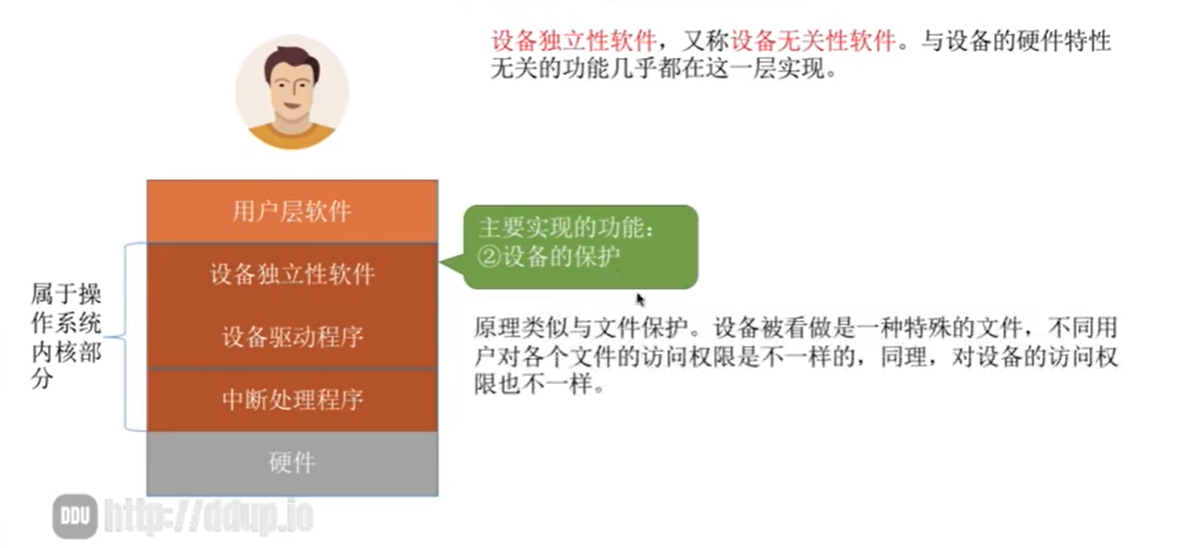 设备独立性软件，又称设备无关性软件。与设备的硬件特性
无关的功能几乎都在这一层实现。
用户层软件
主要实现的功能：
②设备的保护
设备独立性软件
属于操
作系统
内核部
分
设备驱动程序
原理类似与文件保护。设备被看做是一种特殊的文件，不同用
户对各个文件的访问权限是不一样的，同理，对设备的访问权
限也不一样。
中断处理程序
硬件
DDU http://ddup.io